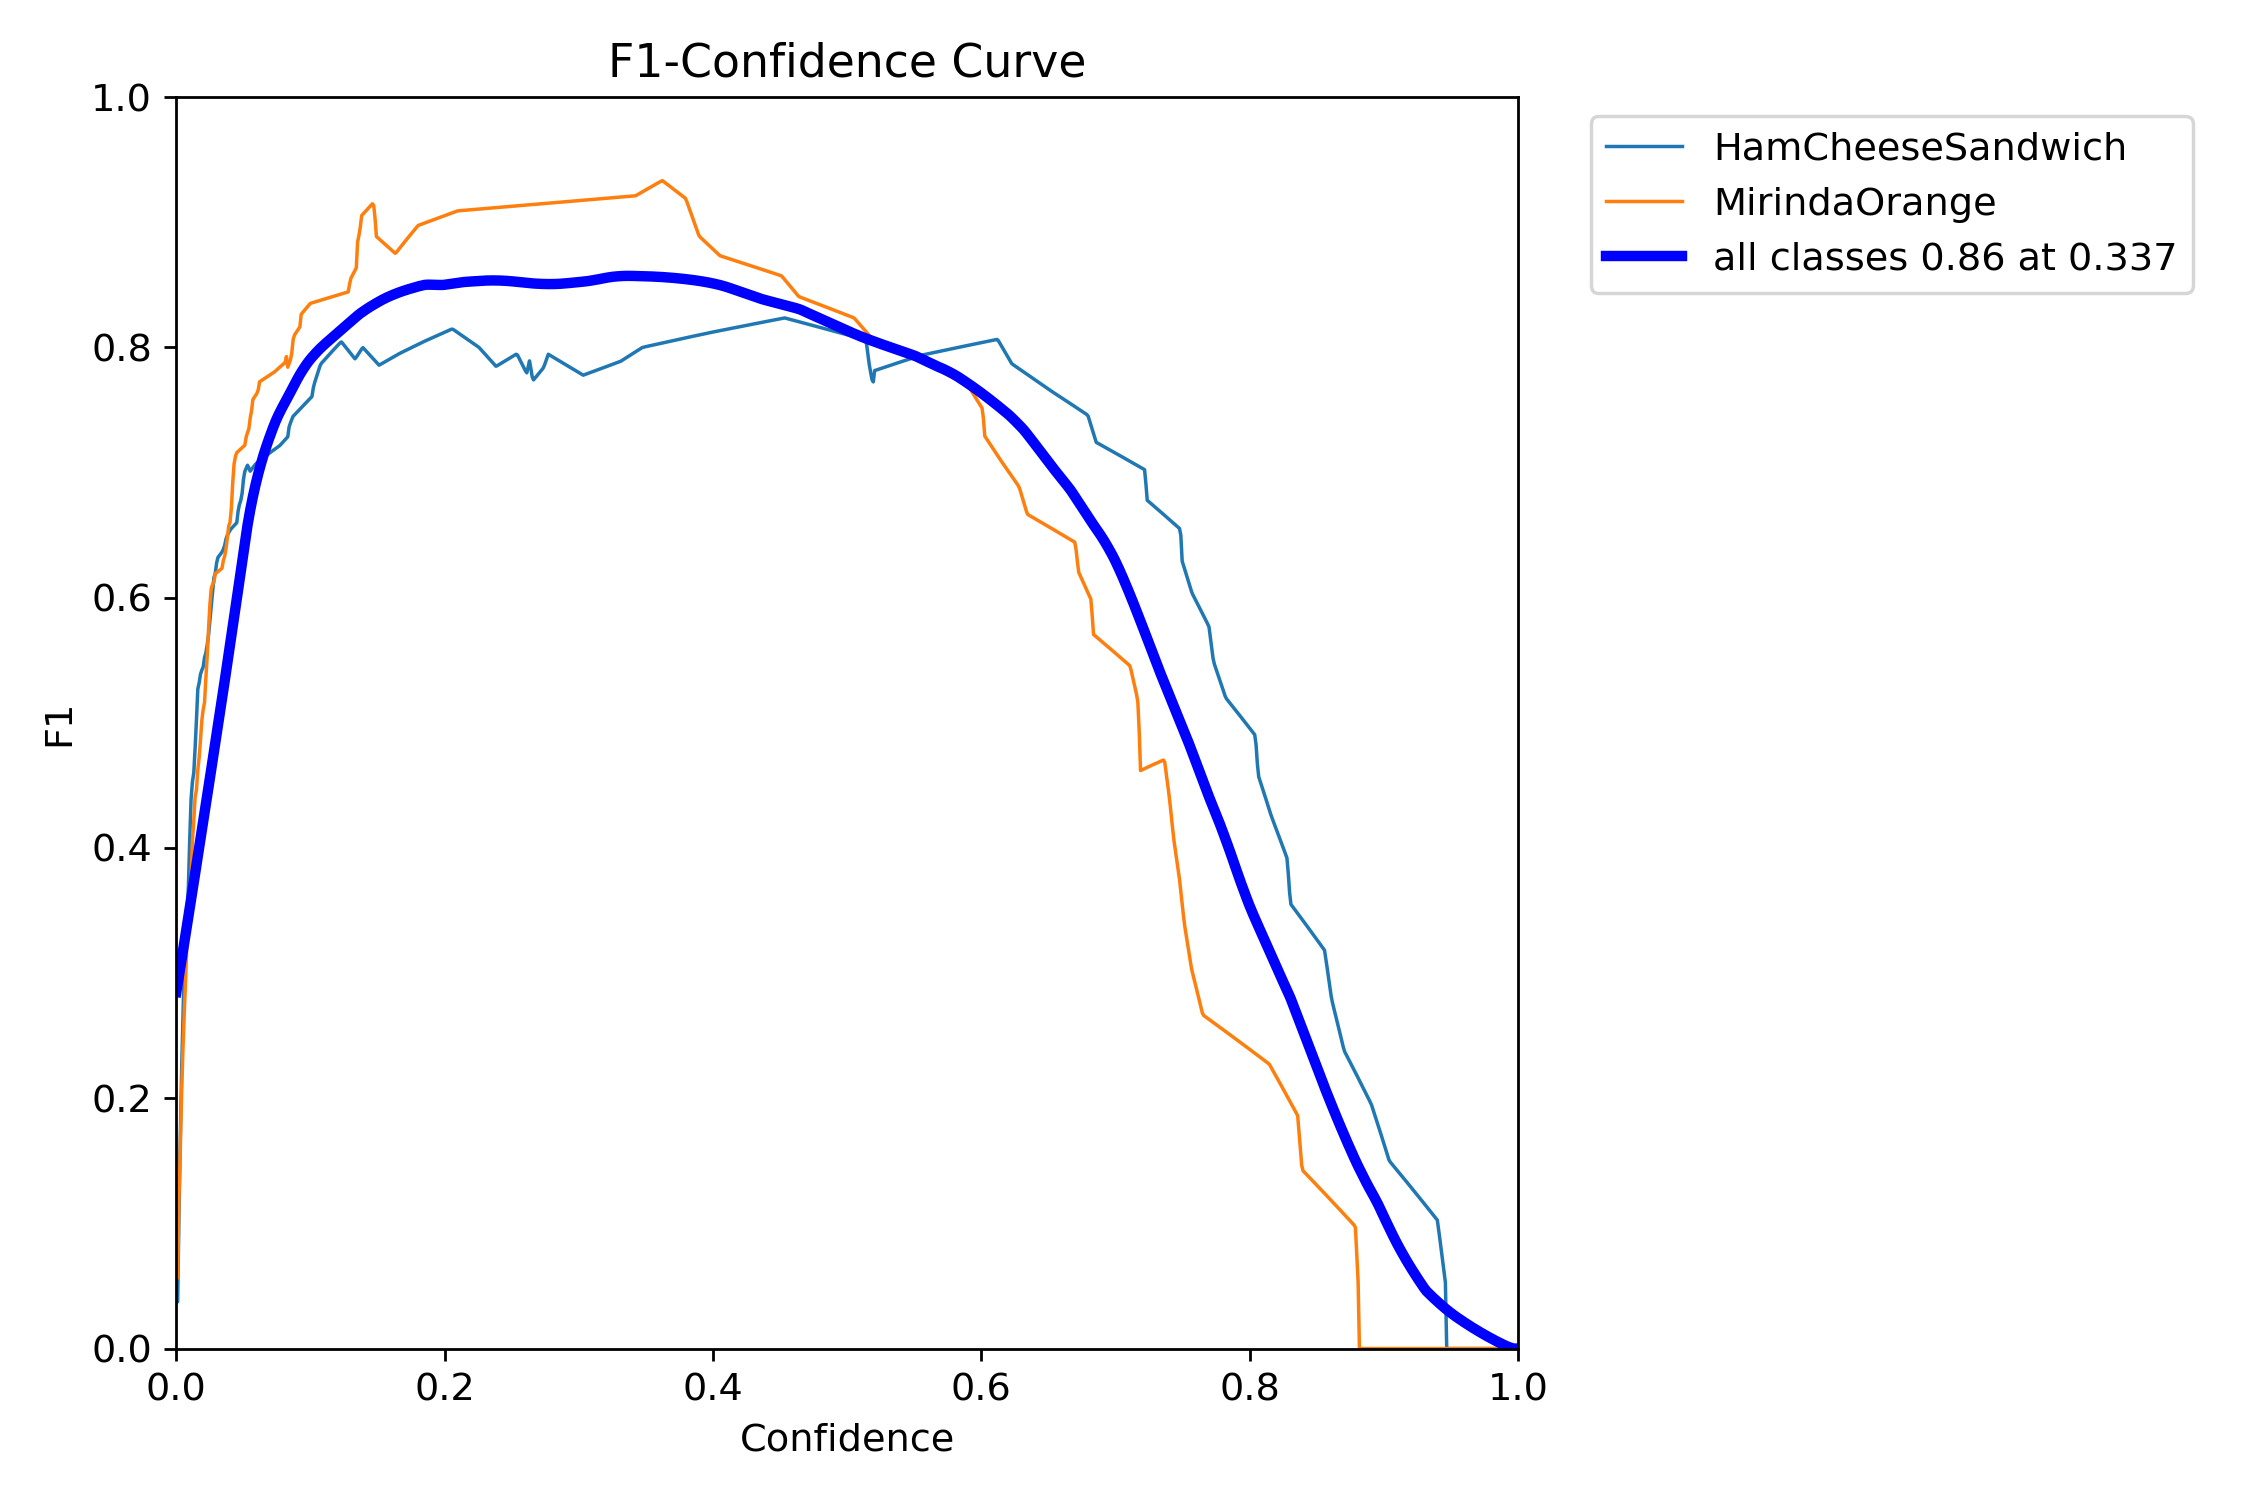 F1-Confidence Curve
HamCheeseSandwich
MirindaOrange
all classes 0.86 at 0.337
F1
1.0
0.8
0.6
0.4
0.2
0.0
0.0 0.2 0.4 0.6 0.8 1.0
Confidence